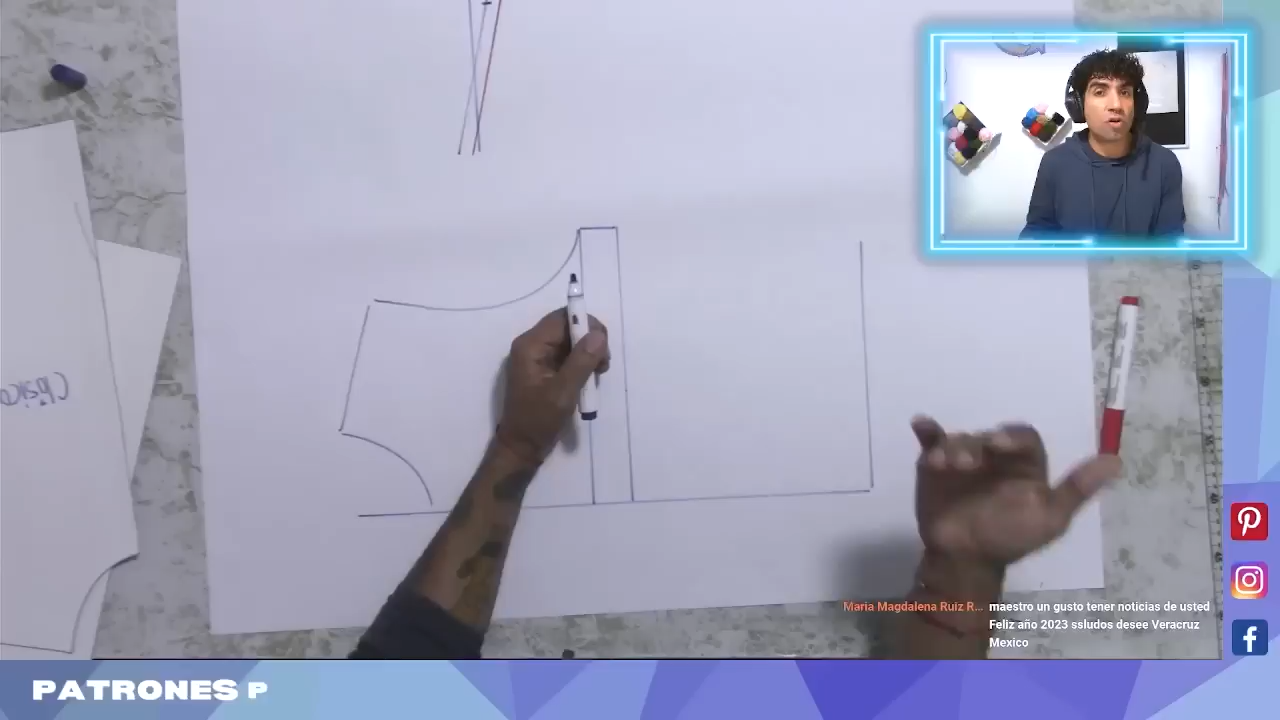 Maria Magdalena Ruiz R... maestro un gusto tener noticias de usted
Feliz año 2023 ssludos desee Veracruz
Mexico
PATRONES P